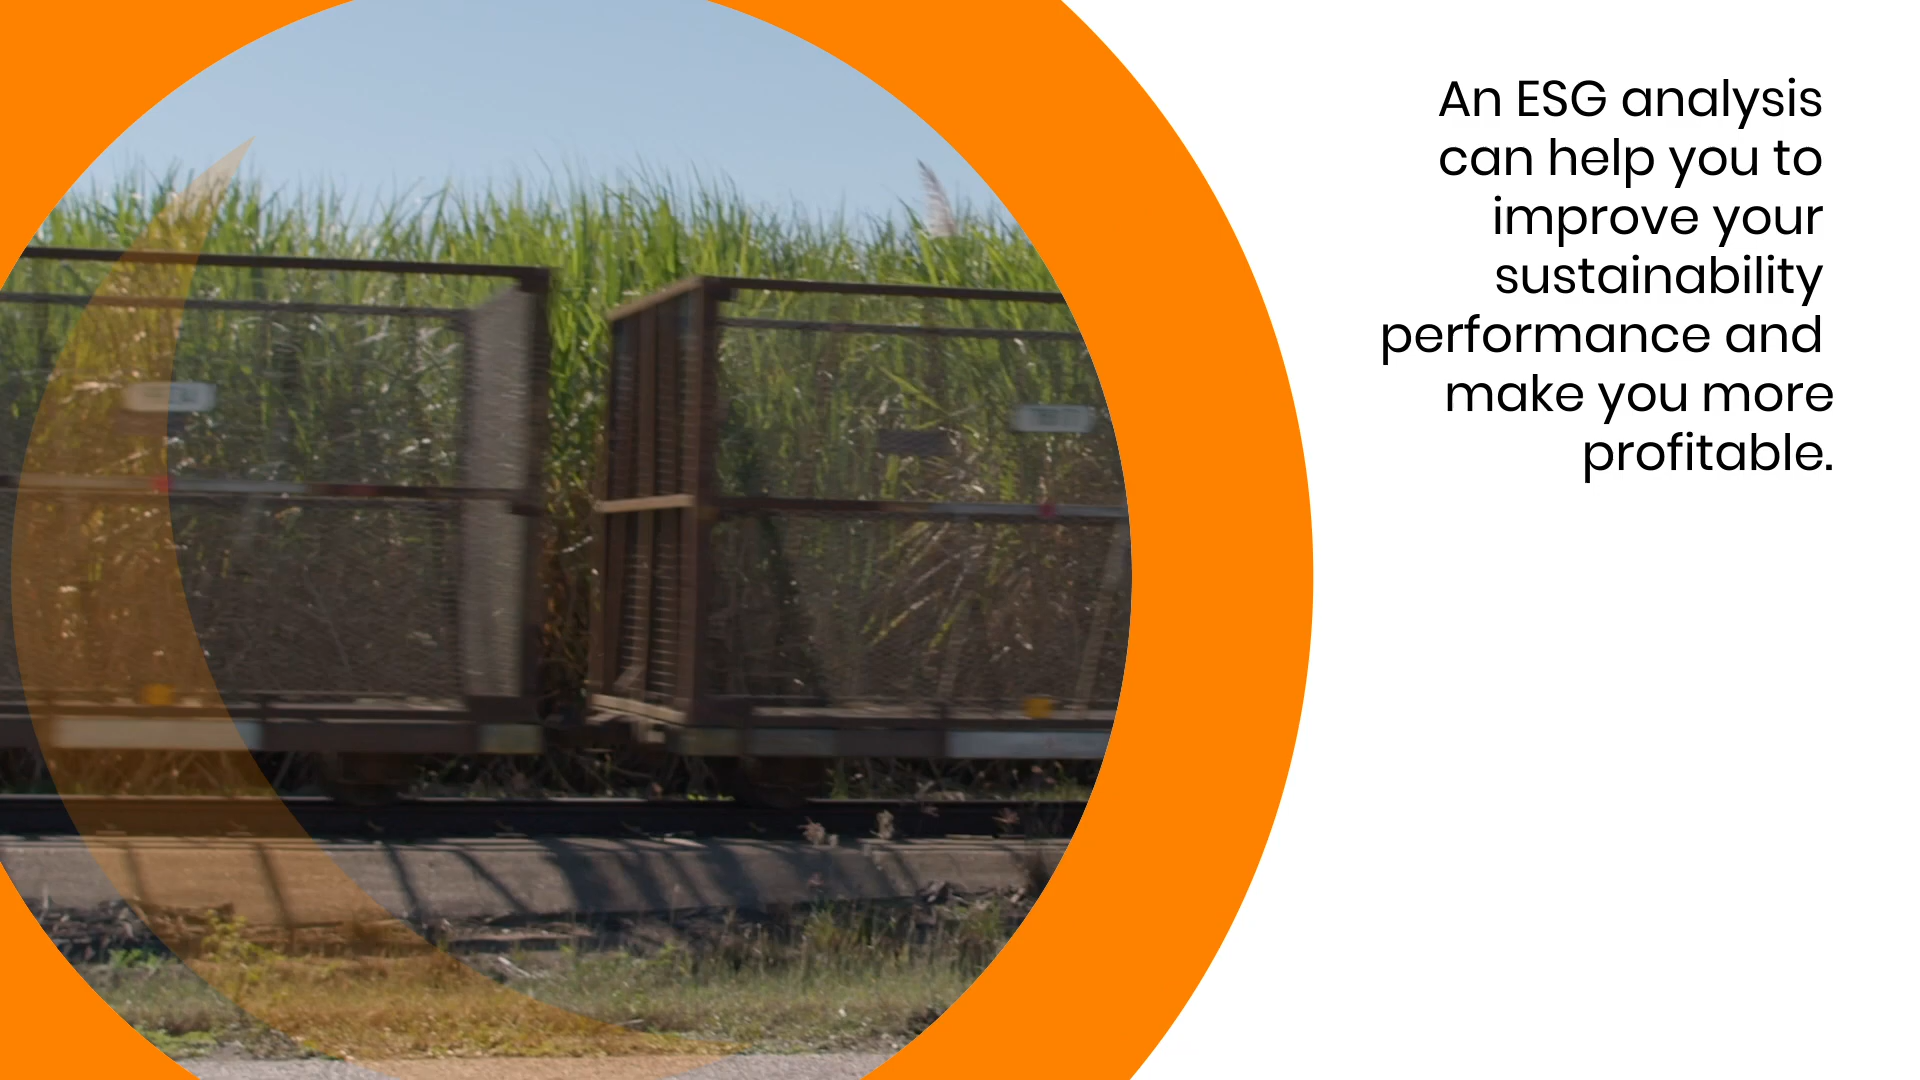 An ESG analysis
can help you to
improve your
sustainability
performance and
make you more
profitable.